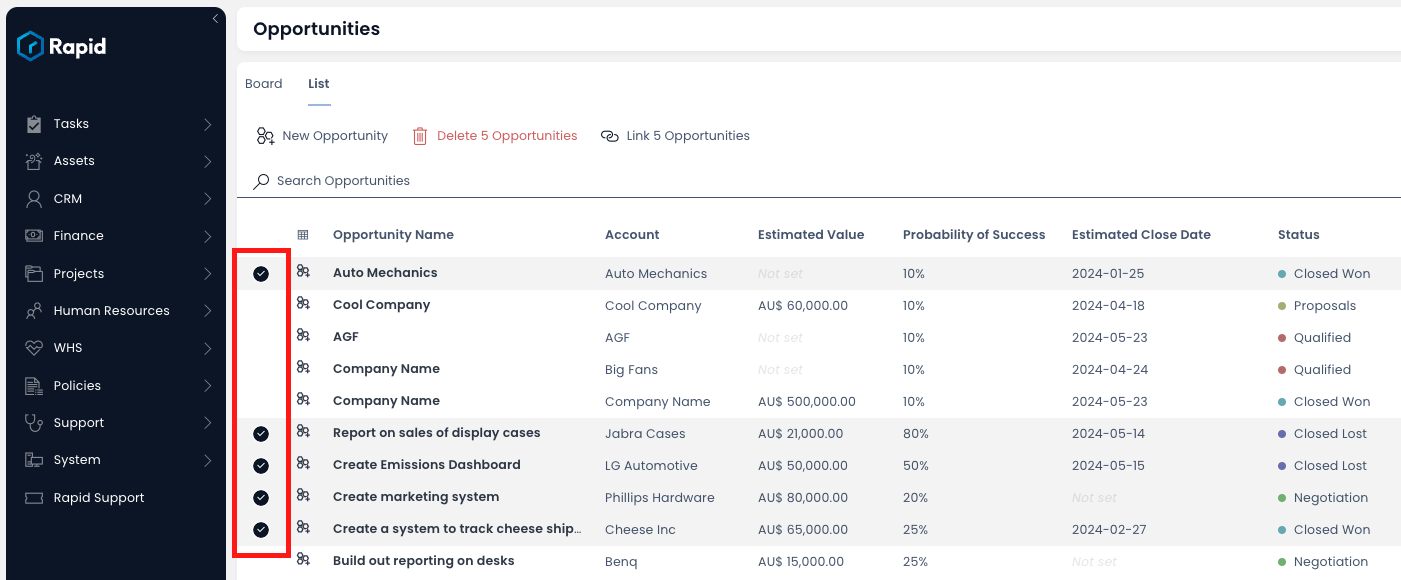 Rapid
Tasks
Assets
CRM
Finance
Projects
Human Resources
WHS
Policies
Support
System
Rapid Support
Opportunities
Board List
New Opportunity Delete 5 Opportunities Link 5 Opportunities
Search Opportunities
Opportunity Name Account Estimated Value Probability of Success Estimated Close Date Status
Auto Mechanics Auto Mechanics Not set 10% 2024-01-25 Closed Won
Cool Company Cool Company AU$ 60,000.00 10% 2024-04-18 Proposals
AGF AGF Not set 10% 2024-05-23 Qualified
Company Name Big Fans Not set 10% 2024-04-24 Qualified
Company Name Company Name AU$ 500,000.00 10% 2024-05-23 Closed Won
Report on sales of display cases Jabra Cases AU$ 21,000.00 80% 2024-05-14 Closed Lost
Create Emissions Dashboard LG Automotive AU$ 50,000.00 50% 2024-05-15 Closed Lost
Create marketing system Phillips Hardware AU$ 80,000.00 20% Not set Negotiation
Create a system to track cheese ship... Cheese Inc AU$ 65,000.00 25% 2024-02-27 Closed Won
Build out reporting on desks Benq AU$ 15,000.00 25% Not set Negotiation